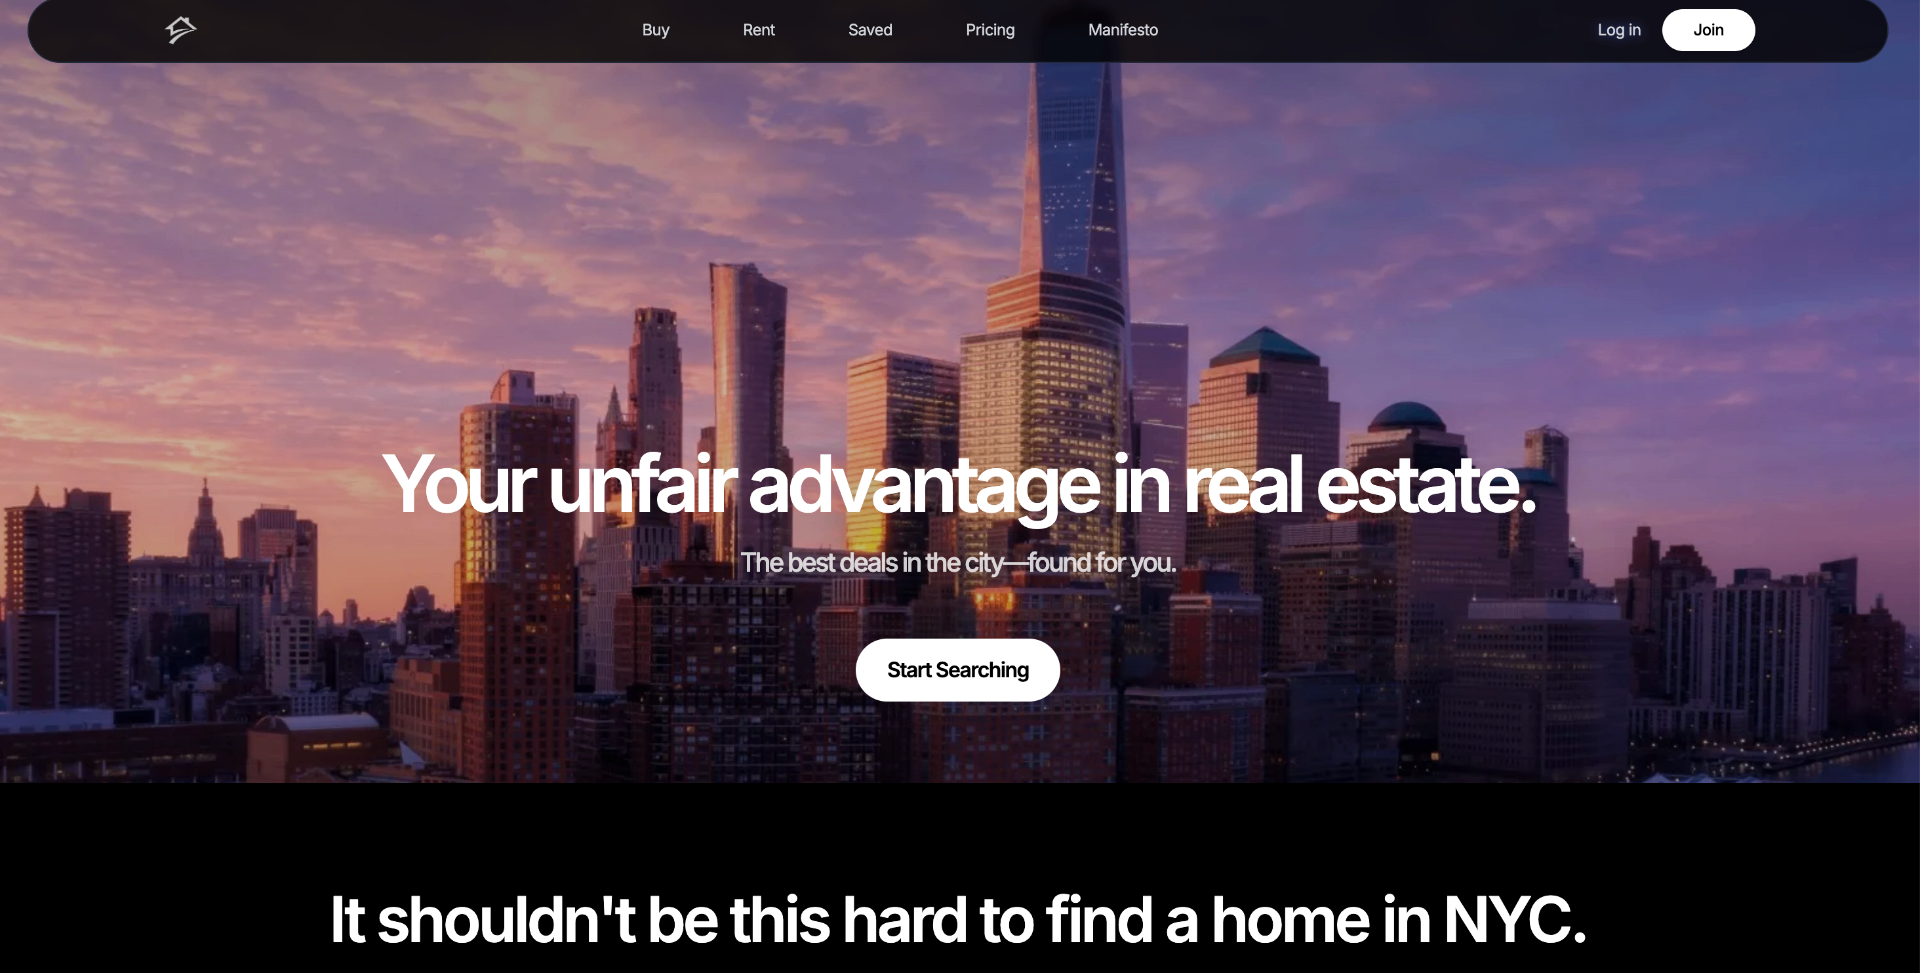 Buy
Rent
Saved
Pricing
Manifesto
Log in
Join
Your unfair advantage in real estate.
The best deals in the city—found for you.
Start Searching
It shouldn't be this hard to find a home in NYC.